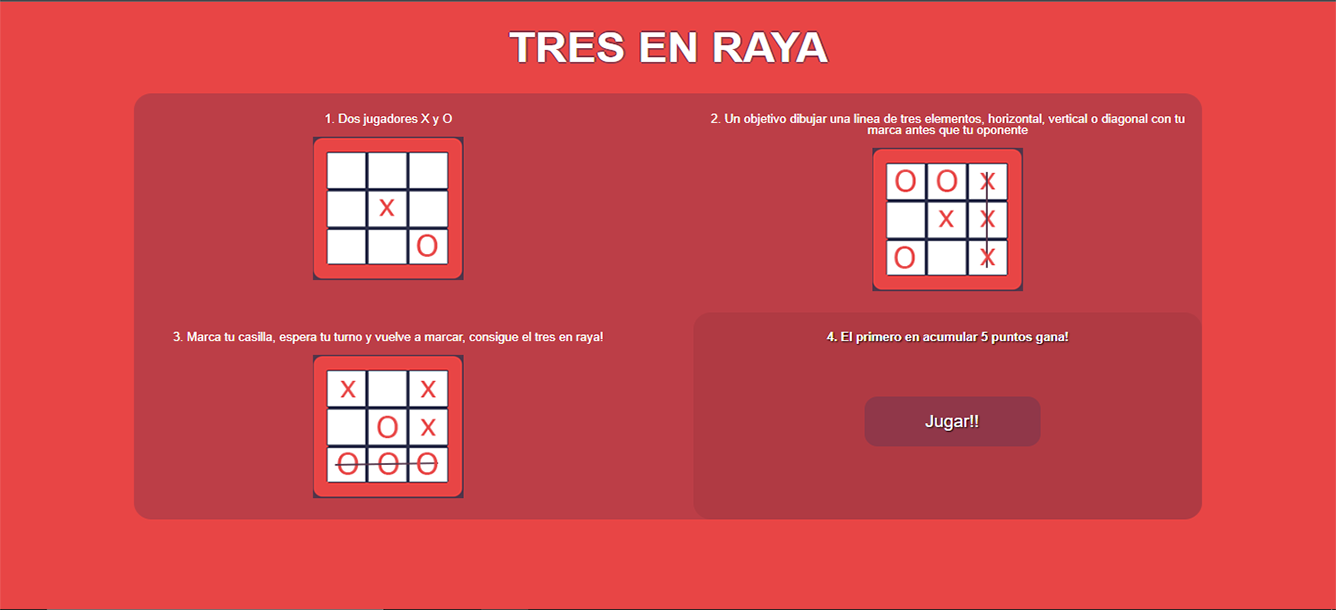 TRES EN RAYA
1. Dos jugadores X y O
X
O
2. Un objetivo dibujar una linea de tres elementos, horizontal, vertical o diagonal con tu
marca antes que tu oponente
O O X
X X
O X
3. Marca tu casilla, espera tu turno y vuelve a marcar, consigue el tres en raya!
X X
O X
O O O
4. El primero en acumular 5 puntos gana!
Jugar!!